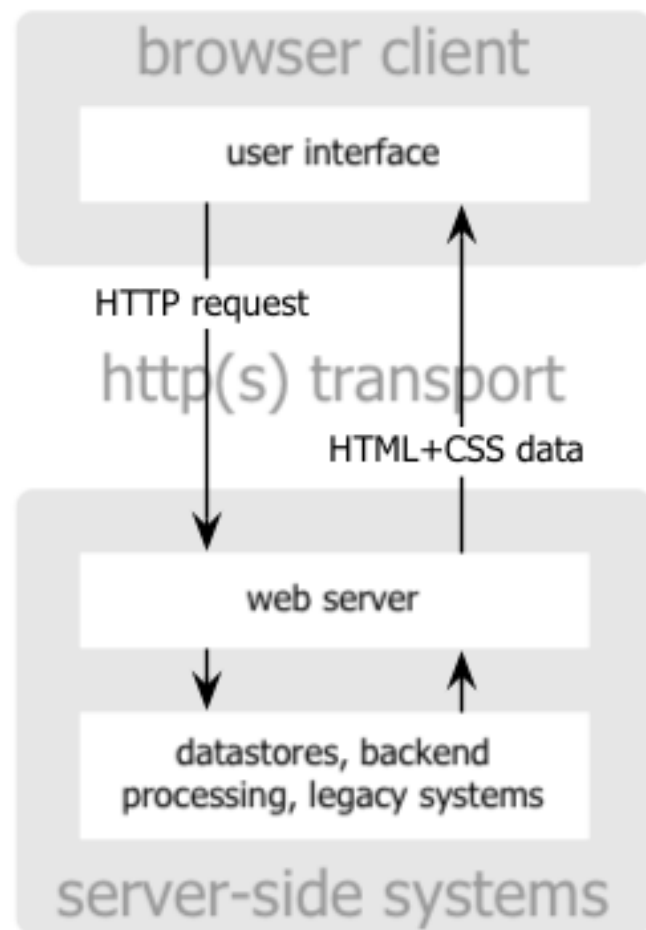 browser client
user interface
HTTP request
http(s) transport
HTML+CSS data
web server
datastores, backend
processing, legacy systems
server-side systems